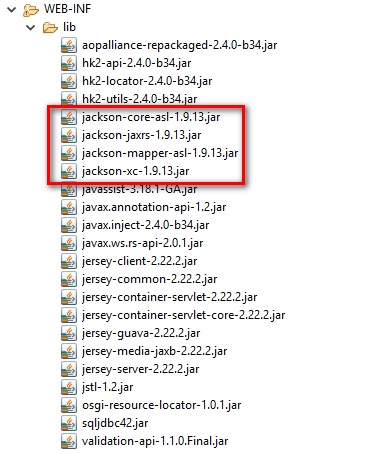 WEB-INF
lib
aopalliance-repackaged-2.4.0-b34.jar
hk2-api-2.4.0-b34.jar
hk2-locator-2.4.0-b34.jar
hk2-utils-2.4.0-b34.jar
jackson-core-asl-1.9.13.jar
jackson-jaxrs-1.9.13.jar
jackson-mapper-asl-1.9.13.jar
jackson-xc-1.9.13.jar
javassist-3.18.1-GA.jar
javax.annotation-api-1.2.jar
javax.inject-2.4.0-b34.jar
javax.ws.rs-api-2.0.1.jar
jersey-client-2.22.2.jar
jersey-common-2.22.2.jar
jersey-container-servlet-2.22.2.jar
jersey-container-servlet-core-2.22.2.jar
jersey-guava-2.22.2.jar
jersey-media-jaxb-2.22.2.jar
jersey-server-2.22.2.jar
jstl-1.2.jar
osgi-resource-locator-1.0.1.jar
sqljdbc42.jar
validation-api-1.1.0.Final.jar